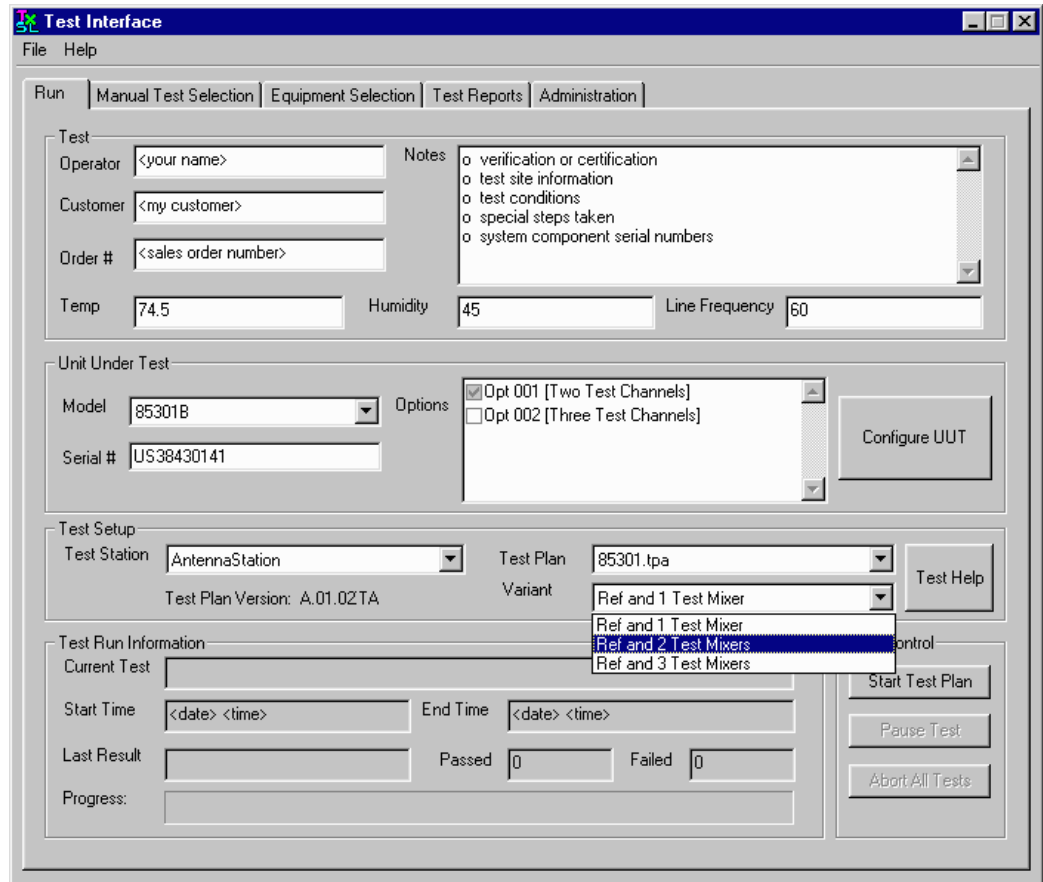 Test Interface
File Help
Run Manual Test Selection Equipment Selection Test Reports Administration
Test
Operator <your name>
Customer <my customer>
Order # <sales order number>
Notes
o verification or certification
o test site information
o test conditions
o special steps taken
o system component serial numbers
Temp 74.5 Humidity 45 Line Frequency 60
Unit Under Test
Model 85301B
Serial # US38430141
Options
Opt 001 [Two Test Channels]
Opt 002 [Three Test Channels]
Configure UUT
Test Setup
Test Station AntennaStation
Test Plan Version: A.01.02TA
Test Plan 85301.tpa
Variant Ref and 1 Test Mixer
Ref and 1 Test Mixer
Ref and 2 Test Mixers
Ref and 3 Test Mixers
Test Help
Test Run Information
Current Test
Start Time <date> <time> End Time <date> <time>
Last Result Passed 0 Failed 0
Progress:
ontrol
Start Test Plan
Pause Test
Abort All Tests